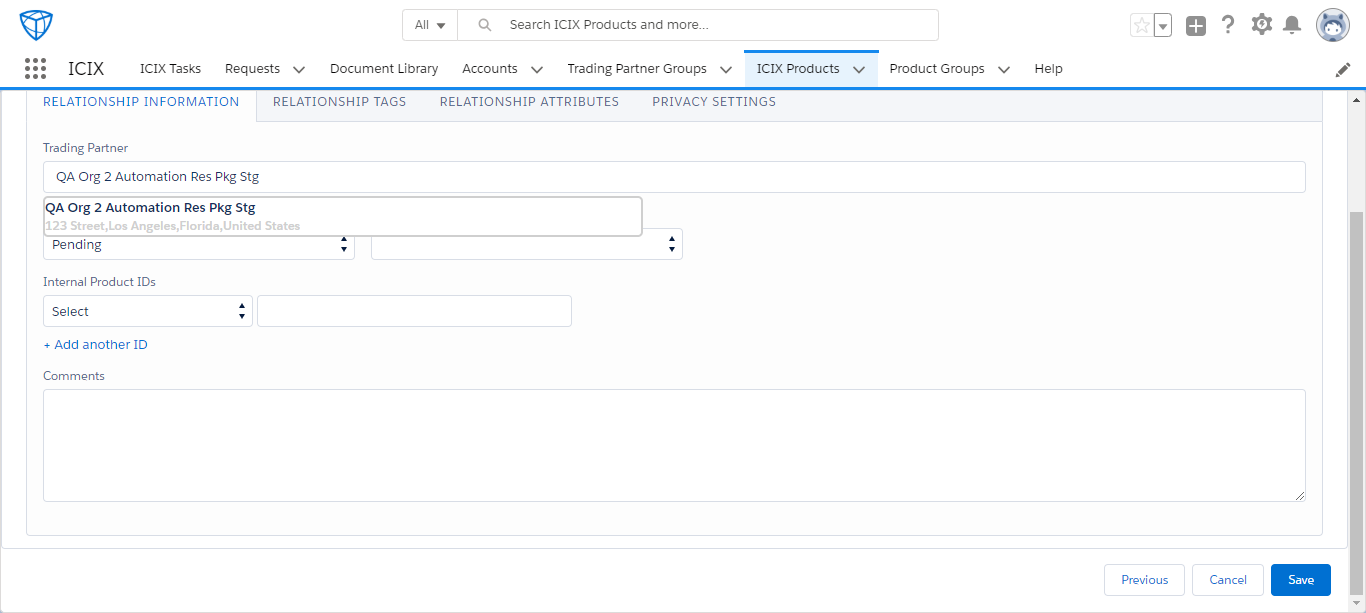 All
Search ICIX Products and more...
ICIX
ICIX Tasks
Requests
Document Library
Accounts
Trading Partner Groups
ICIX Products
Product Groups
Help
RELATIONSHIP INFORMATION
RELATIONSHIP TAGS
RELATIONSHIP ATTRIBUTES
PRIVACY SETTINGS
Trading Partner
QA Org 2 Automation Res Pkg Stg
QA Org 2 Automation Res Pkg Stg
123 Street,Los Angeles,Florida,United States
Pending
Internal Product IDs
Select
+ Add another ID
Comments
Previous
Cancel
Save